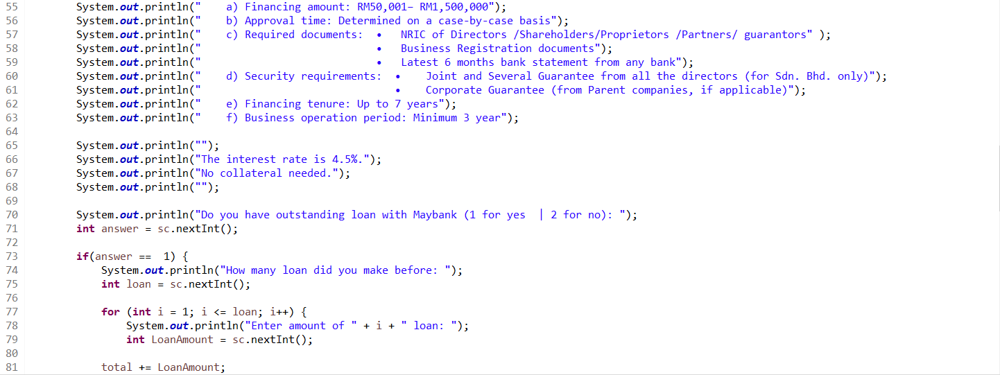 55 System.out.println("    a) Financing amount: RM50,001– RM1,500,000");
56 System.out.println("    b) Approval time: Determined on a case-by-case basis");
57 System.out.println("    c) Required documents:  •   NRIC of Directors /Shareholders/Proprietors /Partners/ guarantors" );
58 System.out.println("                            •   Business Registration documents");
59 System.out.println("                            •   Latest 6 months bank statement from any bank");
60 System.out.println("    d) Security requirements:  •    Joint and Several Guarantee from all the directors (for Sdn. Bhd. only)");
61 System.out.println("                               •    Corporate Guarantee (from Parent companies, if applicable)");
62 System.out.println("    e) Financing tenure: Up to 7 years");
63 System.out.println("    f) Business operation period: Minimum 3 year");
64
65 System.out.println("");
66 System.out.println("The interest rate is 4.5%.");
67 System.out.println("No collateral needed.");
68 System.out.println("");
69
70 System.out.println("Do you have outstanding loan with Maybank (1 for yes  | 2 for no): ");
71 int answer = sc.nextInt();
72
73 if(answer ==  1) {
74     System.out.println("How many loan did you make before: ");
75     int loan = sc.nextInt();
76
77     for (int i = 1; i <= loan; i++) {
78         System.out.println("Enter amount of " + i + " loan: ");
79         int LoanAmount = sc.nextInt();
80
81     total += LoanAmount;